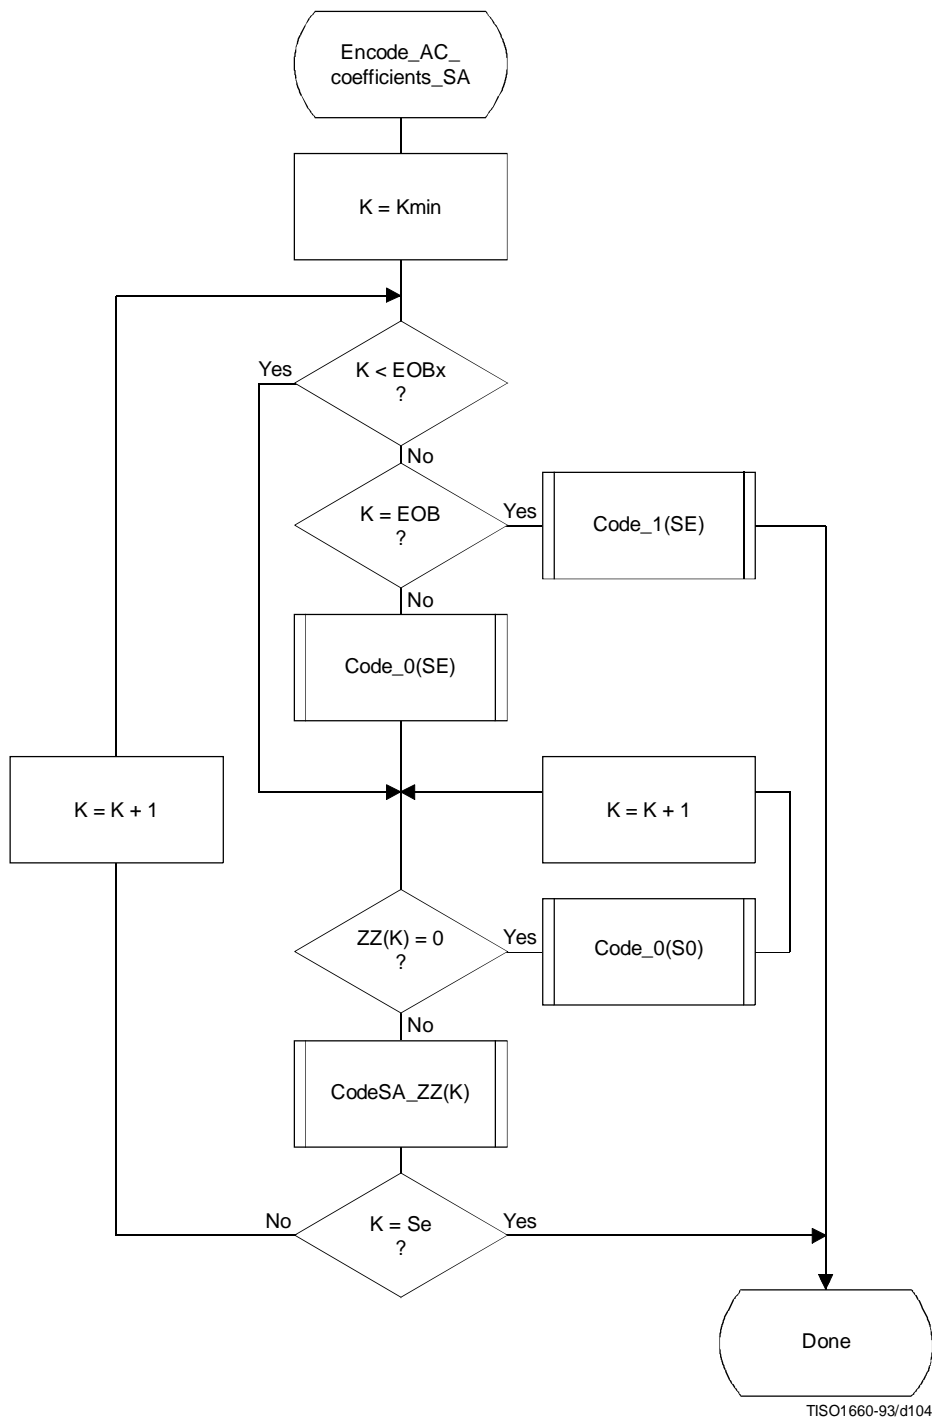 Encode_AC_
coefficients_SA
K = Kmin
Yes
K < EOBx
?
No
K = EOB
?
Yes
Code_1(SE)
No
Code_0(SE)
K = K + 1
K = K + 1
ZZ(K) = 0
?
Yes
Code_0(S0)
No
CodeSA_ZZ(K)
No
K = Se
?
Yes
Done
TISO1660-93/d104